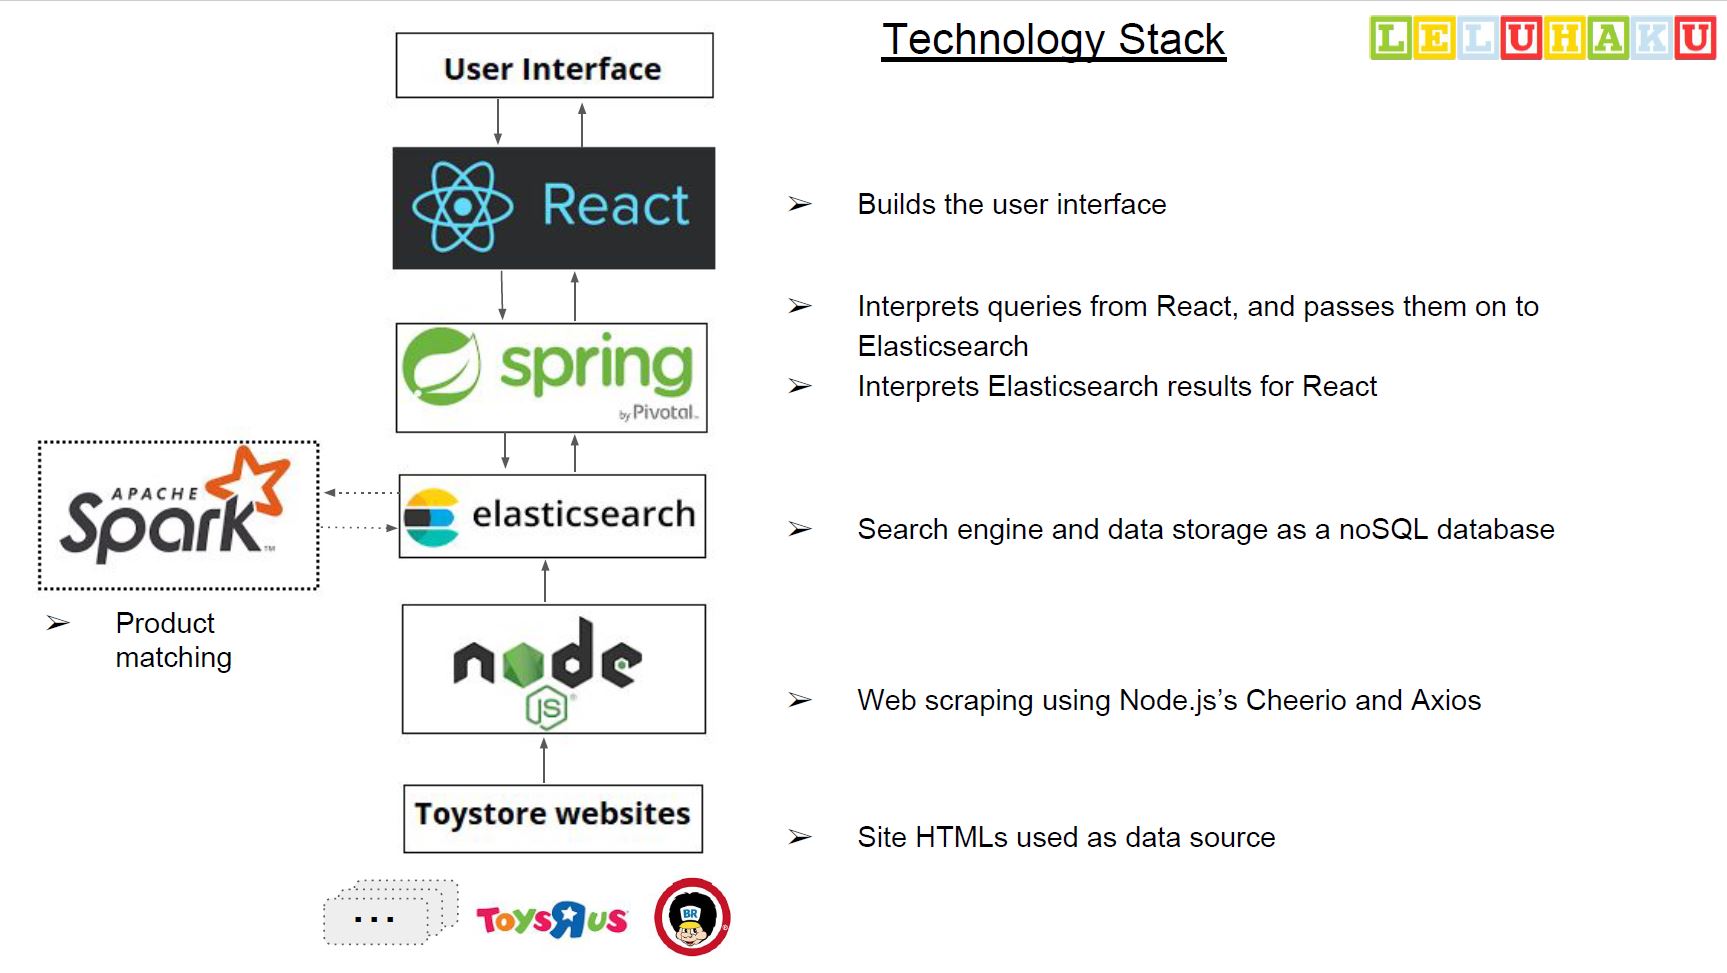 Technology Stack
LELUHAKU
User Interface
React
➢ Builds the user interface
spring
by Pivotal™
➢ Interprets queries from React, and passes them on to
Elasticsearch
➢ Interprets Elasticsearch results for React
APACHE
Spark™
➢ Product
matching
elasticsearch
➢ Search engine and data storage as a noSQL database
node
JS®
➢ Web scraping using Node.js’s Cheerio and Axios
Toystore websites
➢ Site HTMLs used as data source
...
ToysRus
BR